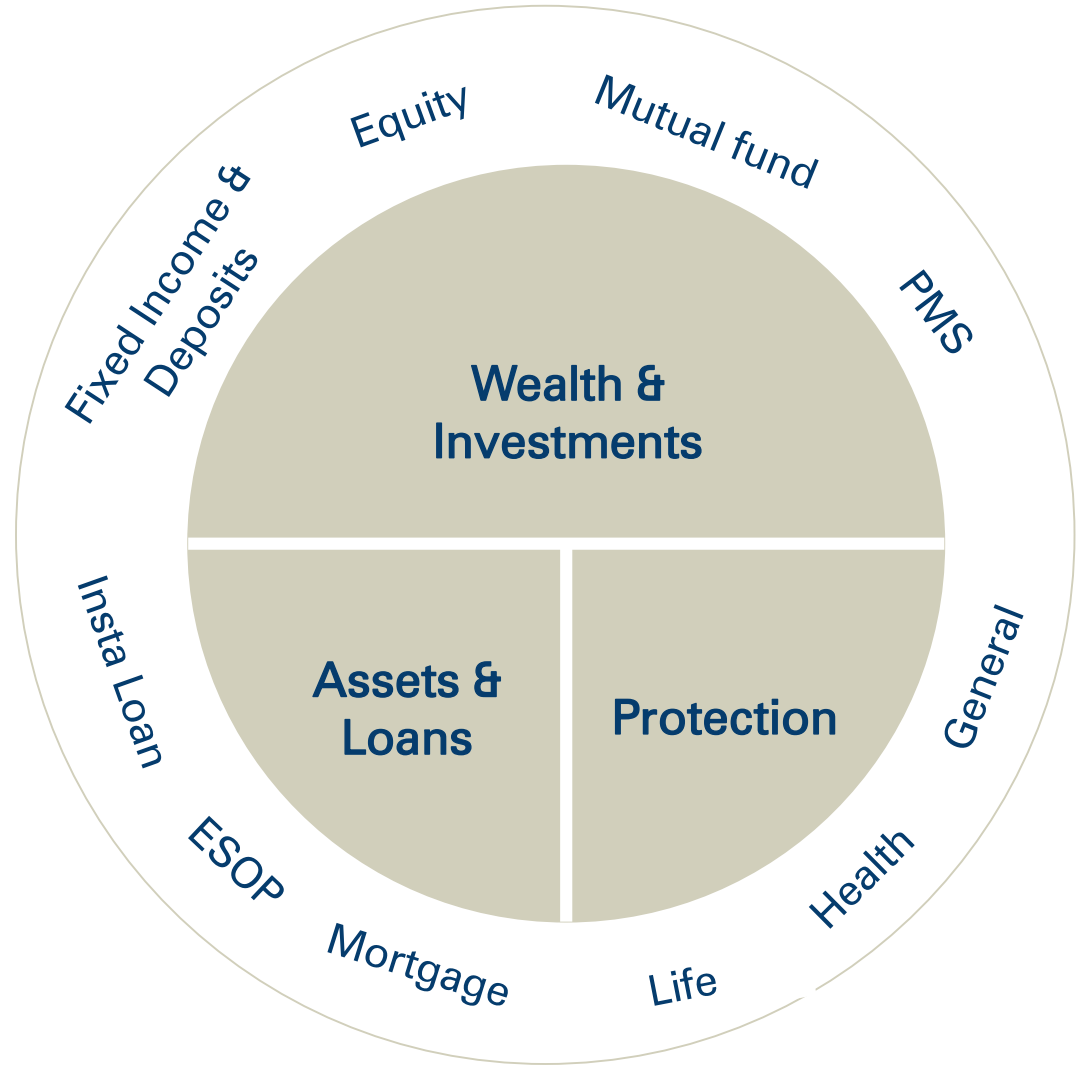 Equity
Mutual fund
Fixed Income &
Deposits
PMS
Wealth &
Investments
Insta Loan
Assets &
Loans
Protection
General
ESOP
Health
Mortgage
Life